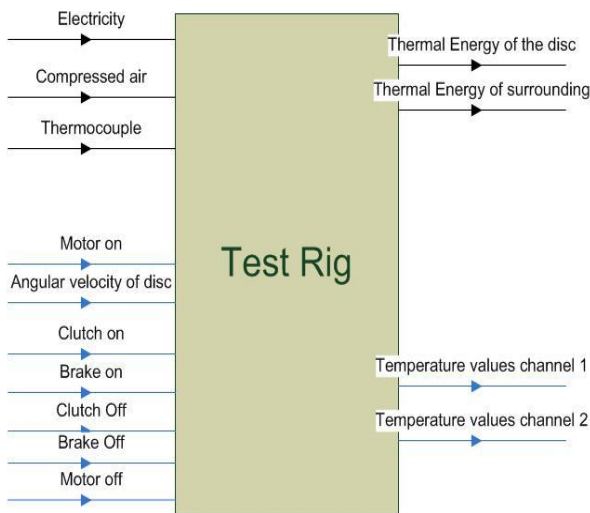 Electricity
Compressed air
Thermocouple
Motor on
Angular velocity of disc
Clutch on
Brake on
Clutch Off
Brake Off
Motor off
Test Rig
Thermal Energy of the disc
Thermal Energy of surrounding
Temperature values channel 1
Temperature values channel 2